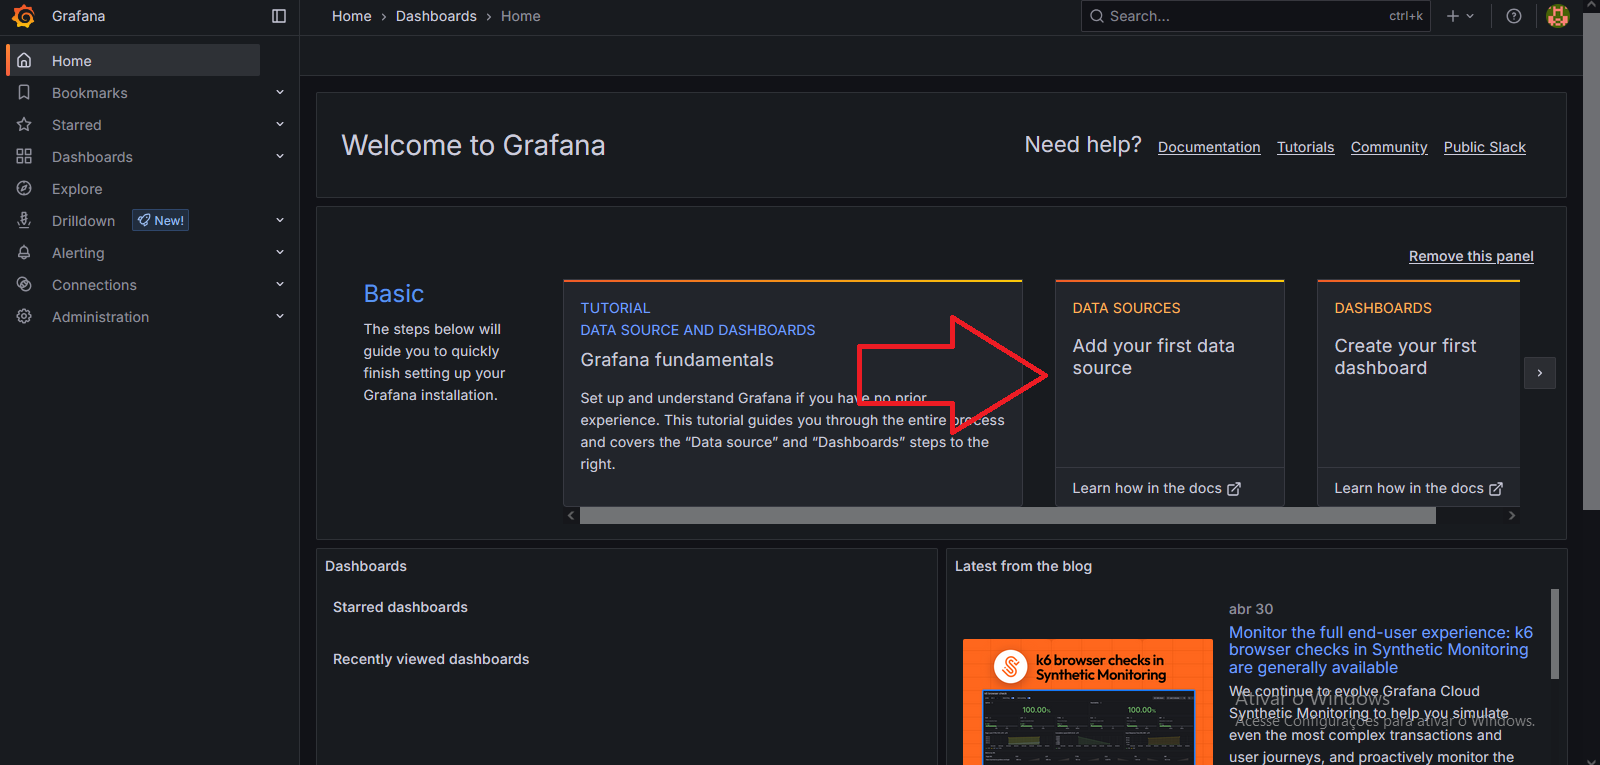 Grafana
Home › Dashboards › Home
Search...
ctrl+k
Home
Bookmarks
Starred
Dashboards
Explore
Drilldown
New!
Alerting
Connections
Administration
Welcome to Grafana
Need help?
Documentation
Tutorials
Community
Public Slack
Remove this panel
Basic
The steps below will
guide you to quickly
finish setting up your
Grafana installation.
TUTORIAL
DATA SOURCE AND DASHBOARDS
Grafana fundamentals
Set up and understand Grafana if you have no prior
experience. This tutorial guides you through the entire process
and covers the “Data source” and “Dashboards” steps to the
right.
DATA SOURCES
Add your first data
source
Learn how in the docs
DASHBOARDS
Create your first
dashboard
Learn how in the docs
Dashboards
Starred dashboards
Recently viewed dashboards
Latest from the blog
k6 browser checks in
Synthetic Monitoring
100.00%
100.00%
abr 30
Monitor the full end-user experience: k6
browser checks in Synthetic Monitoring
are generally available
We continue to evolve Grafana Cloud
Synthetic Monitoring to help you simulate
even the most complex transactions and
user journeys, and proactively monitor the
Ativar o Windows
Acesse Configurações para ativar o Windows.